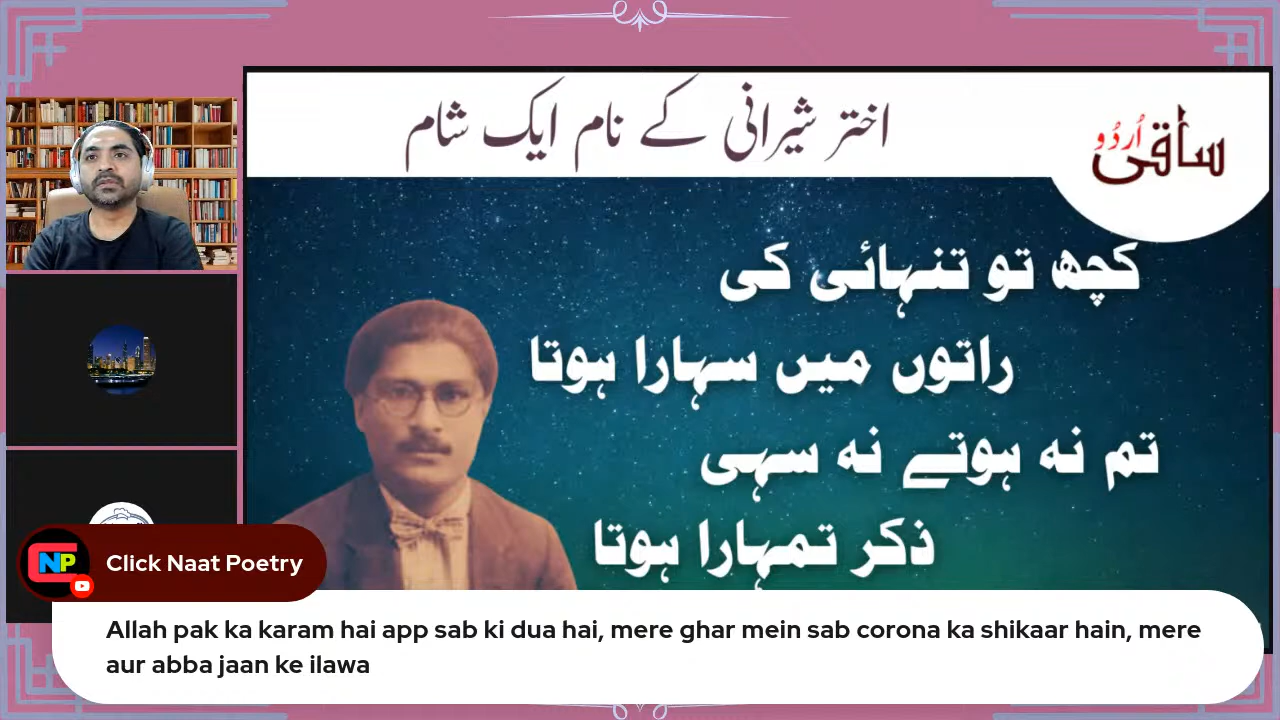 اختر شیرانی کے نام ایک شام
ساقی اُردُو
کچھ تو تنہائی کی
راتوں میں سہارا ہوتا
تم نہ ہوتے نہ سہی
ذکر تمہارا ہوتا
NP
Click Naat Poetry
Allah pak ka karam hai app sab ki dua hai, mere ghar mein sab corona ka shikaar hain, mere
aur abba jaan ke ilawa